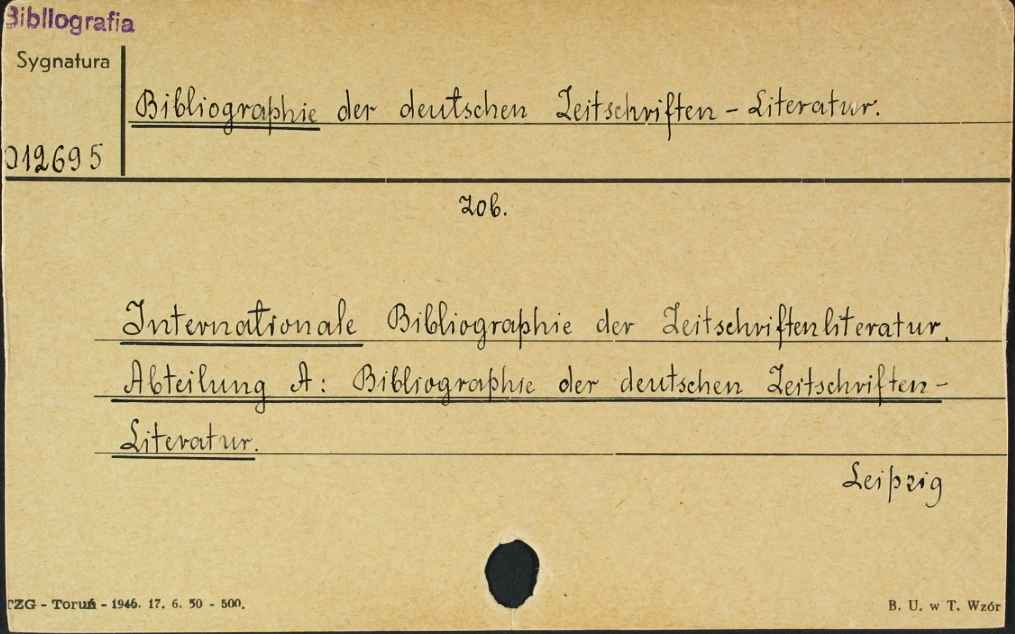 Bibliografia
Sygnatura
Bibliographie der deutschen Zeitschriften - Literatur.
012695
zob.
Internationale Bibliographie der Zeitschriftenliteratur.
Abteilung A: Bibliographie der deutschen Zeitschriften-
Literatur.
Leipzig
TZG - Toruń - 1946. 17. 6. 50 - 500.
B. U. w T. Wzór